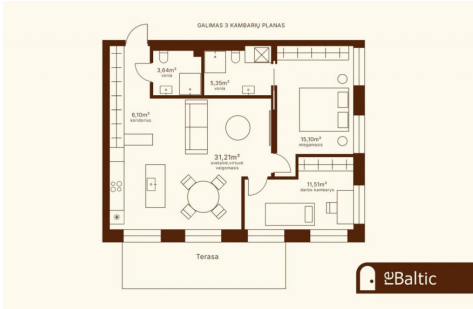 GALIMAS 3 KAMBARIŲ PLANAS
3,64m²
vonia
5,35m²
vonia
6,10m²
koridorius
15,10m²
miegamasis
31,21m²
svetainė,virtuvė
valgomasis
11,51m²
darbo kambarys
Terasa
reBaltic